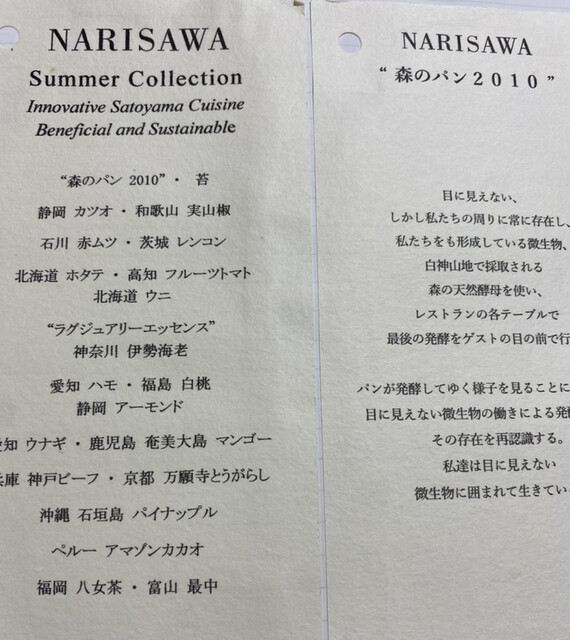 NARISAWA
Summer Collection
Innovative Satoyama Cuisine
Beneficial and Sustainable
“森のパン 2010”・ 苔
静岡 カツオ・和歌山 実山椒
石川 赤ムツ・茨城 レンコン
北海道 ホタテ・高知 フルーツトマト
北海道 ウニ
“ラグジュアリーエッセンス”
神奈川 伊勢海老
愛知 ハモ・福島 白桃
静岡 アーモンド
知 ウナギ・鹿児島 奄美大島 マンゴー
庫 神戸ビーフ・京都 万願寺とうがらし
沖縄 石垣島 パイナップル
ペルー アマゾンカカオ
福岡 八女茶・富山 最中
NARISAWA
“ 森のパン２０１０ ”
目に見えない、
しかし私たちの周りに常に存在し、
私たちをも形成している微生物、
白神山地で採取される
森の天然酵母を使い、
レストランの各テーブルで
最後の発酵をゲストの目の前で行
パンが発酵してゆく様子を見ることに
目に見えない微生物の働きによる発
その存在を再認識する。
私達は目に見えない
微生物に囲まれて生きてい